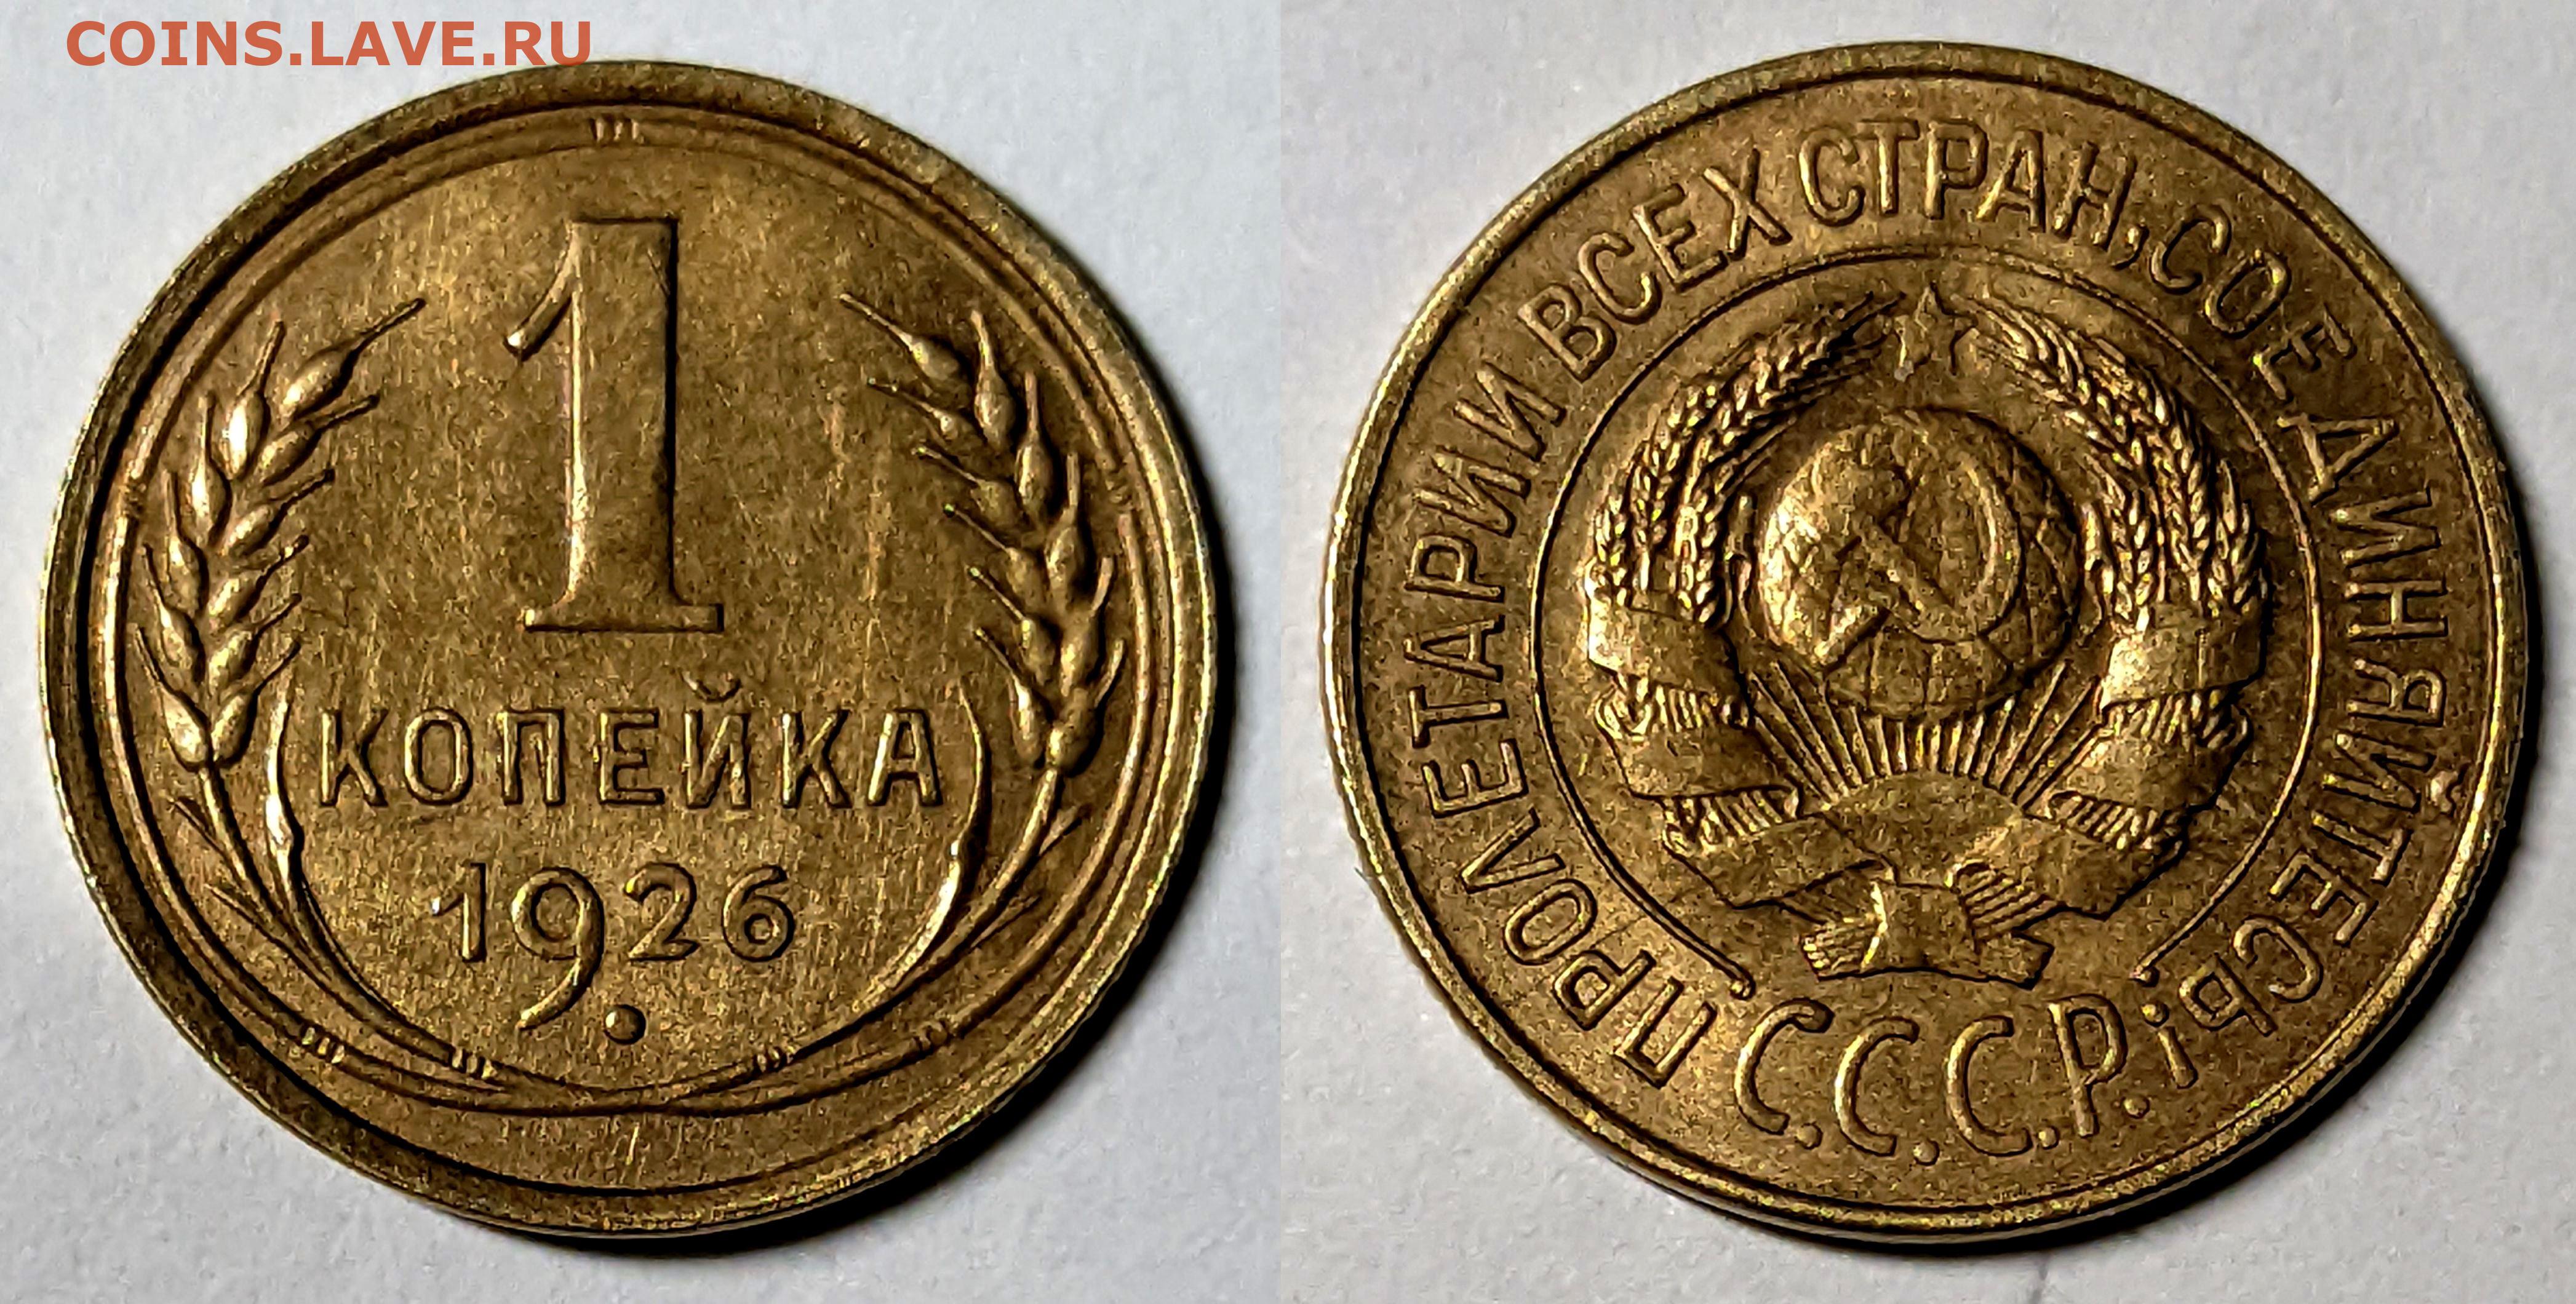 COINS.LAVE.RU
1
КОПЕЙКА
1926.
ПРОЛЕТАРИИ ВСЕХ СТРАН, СОЕДИНЯЙТЕСЬ!
С.С.С.Р.